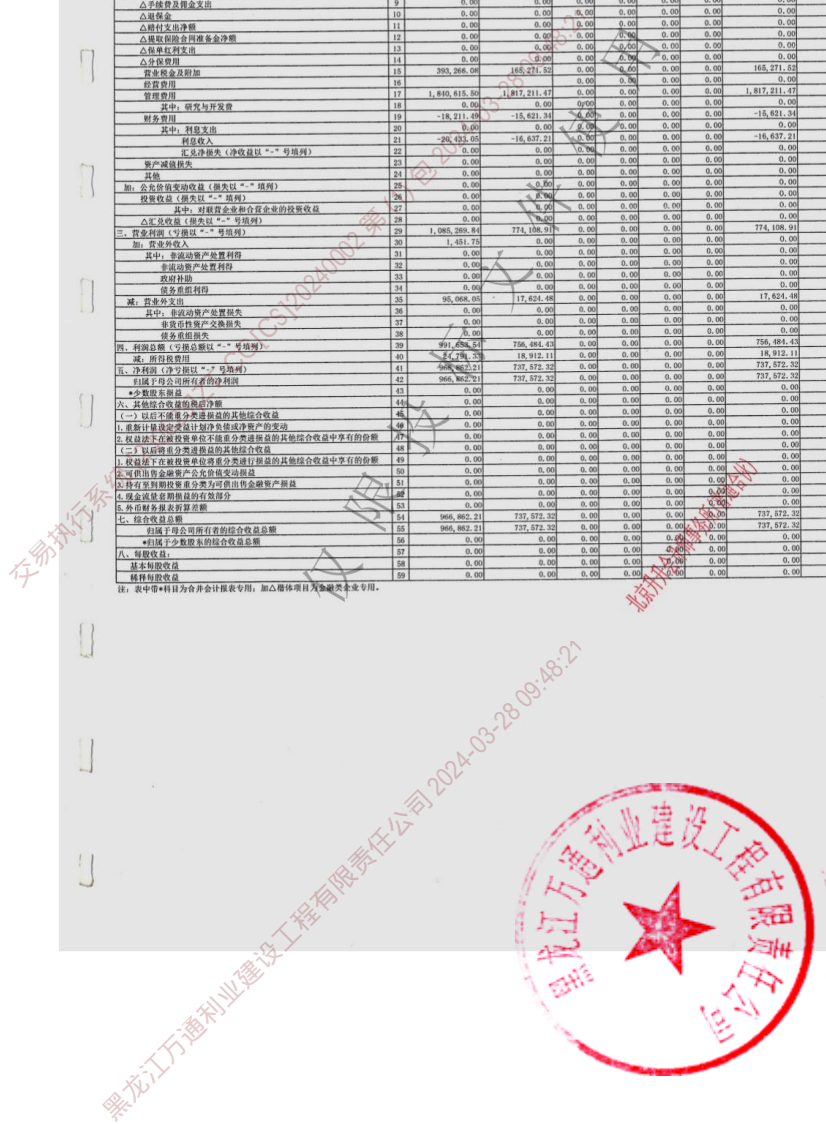 △手续费及佣金支出 9 0.00 0.00 0.00 0.00 0.00 0.00 0.00
△退保金 10 0.00 0.00 0.00 0.00 0.00 0.00 0.00
△赔付支出净额 11 0.00 0.00 0.00 0.00 0.00 0.00 0.00
△提取保险合同准备金净额 12 0.00 0.00 0.00 0.00 0.00 0.00 0.00
△保单红利支出 13 0.00 0.00 0.00 0.00 0.00 0.00 0.00
△分保费用 14 0.00 0.00 0.00 0.00 0.00 0.00 0.00
营业税金及附加 15 393,266.08 165,271.52 0.00 0.00 0.00 0.00 165,271.52
经营费用 16 0.00 0.00 0.00 0.00 0.00
管理费用 17 1,840,615.50 1,817,211.47 0.00 0.00 0.00 0.00 1,817,211.47
其中：研究与开发费 18 0.00 0.00 0.00 0.00 0.00 0.00 0.00
财务费用 19 -18,211.49 -15,621.34 0.00 0.00 0.00 0.00 -15,621.34
其中：利息支出 20 0.00 0.00 0.00 0.00 0.00 0.00 0.00
利息收入 21 -20,433.05 -16,637.21 0.00 0.00 0.00 0.00 -16,637.21
汇兑净损失（净收益以“-”号填列） 22 0.00 0.00 0.00 0.00 0.00 0.00 0.00
资产减值损失 23 0.00 0.00 0.00 0.00 0.00 0.00 0.00
其他 24 0.00 0.00 0.00 0.00 0.00 0.00 0.00
加：公允价值变动收益（损失以“-”填列） 25 0.00 0.00 0.00 0.00 0.00 0.00 0.00
投资收益（损失以“-”填列） 26 0.00 0.00 0.00 0.00 0.00 0.00 0.00
其中：对联营企业和合营企业的投资收益 27 0.00 0.00 0.00 0.00 0.00 0.00 0.00
△汇兑收益（损失以“-”号填列） 28 0.00 0.00 0.00 0.00 0.00 0.00 0.00
三、营业利润（亏损以“-”号填列） 29 1,085,269.84 774,108.91 0.00 0.00 0.00 0.00 774,108.91
加：营业外收入 30 1,451.75 0.00 0.00 0.00 0.00 0.00 0.00
其中：非流动资产处置利得 31 0.00 0.00 0.00 0.00 0.00 0.00 0.00
非流动资产处置利得 32 0.00 0.00 0.00 0.00 0.00 0.00 0.00
政府补助 33 0.00 0.00 0.00 0.00 0.00 0.00 0.00
债务重组利得 34 0.00 0.00 0.00 0.00 0.00 0.00 0.00
减：营业外支出 35 95,068.05 17,624.48 0.00 0.00 0.00 0.00 17,624.48
其中：非流动资产处置损失 36 0.00 0.00 0.00 0.00 0.00 0.00 0.00
非货币性资产交换损失 37 0.00 0.00 0.00 0.00 0.00 0.00 0.00
债务重组损失 38 0.00 0.00 0.00 0.00 0.00 0.00 0.00
四、利润总额（亏损总额以“-”号填列） 39 991,653.54 756,484.43 0.00 0.00 0.00 0.00 756,484.43
减：所得税费用 40 24,791.33 18,912.11 0.00 0.00 0.00 0.00 18,912.11
五、净利润（净亏损以“-”号填列） 41 966,862.21 737,572.32 0.00 0.00 0.00 0.00 737,572.32
归属于母公司所有者的净利润 42 966,862.21 737,572.32 0.00 0.00 0.00 0.00 737,572.32
*少数股东损益 43 0.00 0.00 0.00 0.00 0.00 0.00 0.00
六、其他综合收益的税后净额 44 0.00 0.00 0.00 0.00 0.00 0.00 0.00
（一）以后不能重分类进损益的其他综合收益 45 0.00 0.00 0.00 0.00 0.00 0.00 0.00
1.重新计量设定受益计划净负债或净资产的变动 46 0.00 0.00 0.00 0.00 0.00 0.00 0.00
2.权益法下在被投资单位不能重分类进损益的其他综合收益中享有的份额 47 0.00 0.00 0.00 0.00 0.00 0.00 0.00
（二）以后将重分类进损益的其他综合收益 48 0.00 0.00 0.00 0.00 0.00 0.00 0.00
1.权益法下在被投资单位将重分类进行损益的其他综合收益中享有的份额 49 0.00 0.00 0.00 0.00 0.00 0.00 0.00
2.可供出售金融资产公允价值变动损益 50 0.00 0.00 0.00 0.00 0.00 0.00 0.00
3.持有至到期投资重分类为可供出售金融资产损益 51 0.00 0.00 0.00 0.00 0.00 0.00 0.00
4.现金流量套期损益的有效部分 52 0.00 0.00 0.00 0.00 0.00 0.00 0.00
5.外币财务报表折算差额 53 0.00 0.00 0.00 0.00 0.00 0.00 0.00
七、综合收益总额 54 966,862.21 737,572.32 0.00 0.00 0.00 0.00 737,572.32
归属于母公司所有者的综合收益总额 55 966,862.21 737,572.32 0.00 0.00 0.00 0.00 737,572.32
*归属于少数股东的综合收益总额 56 0.00 0.00 0.00 0.00 0.00 0.00 0.00
八、每股收益： 57 0.00 0.00 0.00 0.00 0.00 0.00 0.00
基本每股收益 58 0.00 0.00 0.00 0.00 0.00 0.00 0.00
稀释每股收益 59 0.00 0.00 0.00 0.00 0.00 0.00 0.00
注：表中带*科目为合并会计报表专用；加△楷体项目为金融类企业专用。
仅限投标文件使用
黑龙江万通利业建设工程有限责任公司 2024-03-28 09:48:21
黑龙江万通利业建设工程有限责任公司